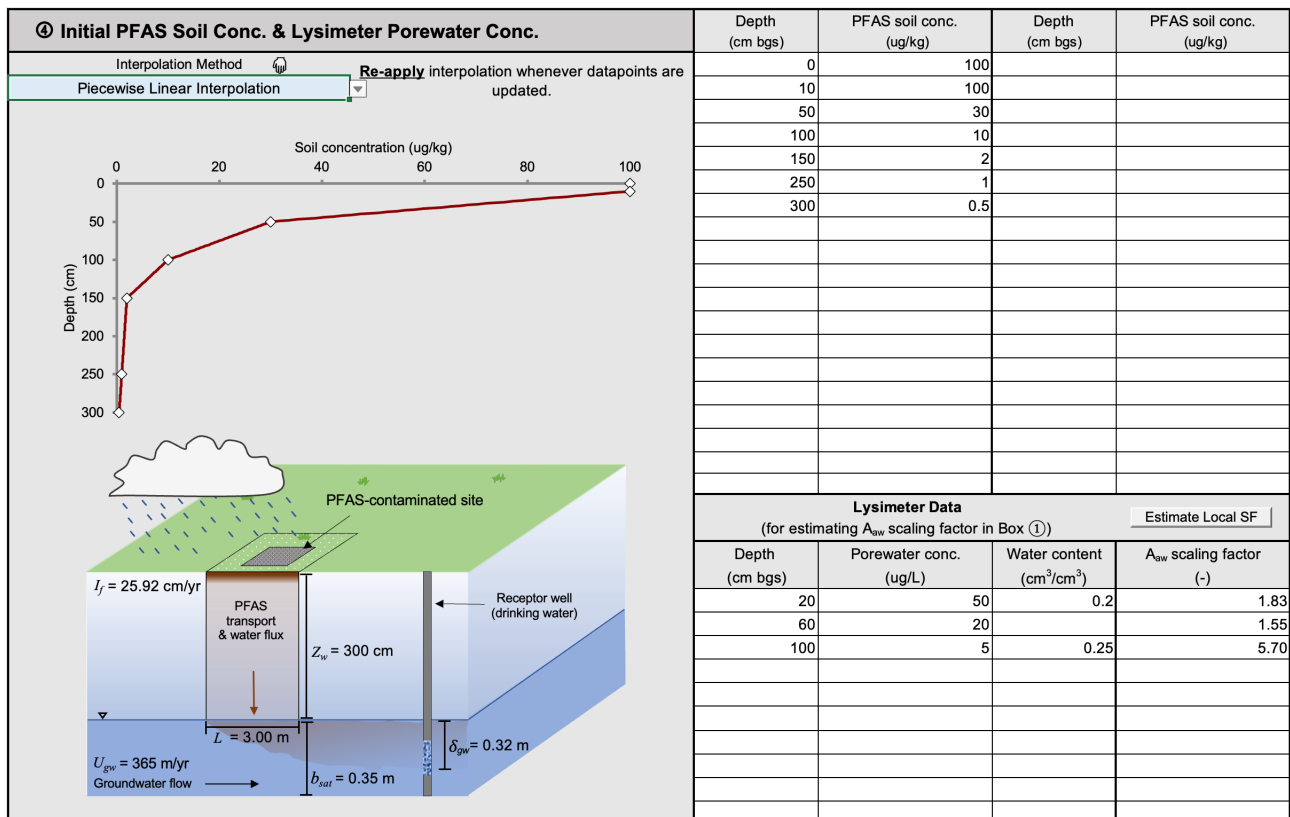 ④ Initial PFAS Soil Conc. & Lysimeter Porewater Conc.
Interpolation Method
Piecewise Linear Interpolation
Re-apply interpolation whenever datapoints are
updated.
Soil concentration (ug/kg)
0 20 40 60 80 100
Depth (cm)
0
50
100
150
200
250
300
PFAS-contaminated site
I_f = 25.92 cm/yr
PFAS
transport
& water flux
Z_w = 300 cm
Receptor well
(drinking water)
L = 3.00 m
δ_gw = 0.32 m
U_gw = 365 m/yr
Groundwater flow
b_sat = 0.35 m
Depth PFAS soil conc. Depth PFAS soil conc.
(cm bgs) (ug/kg) (cm bgs) (ug/kg)
0 100
10 100
50 30
100 10
150 2
250 1
300 0.5
Lysimeter Data
(for estimating A_aw scaling factor in Box ①)
Estimate Local SF
Depth Porewater conc. Water content A_aw scaling factor
(cm bgs) (ug/L) (cm³/cm³) (-)
20 50 0.2 1.83
60 20 1.55
100 5 0.25 5.70